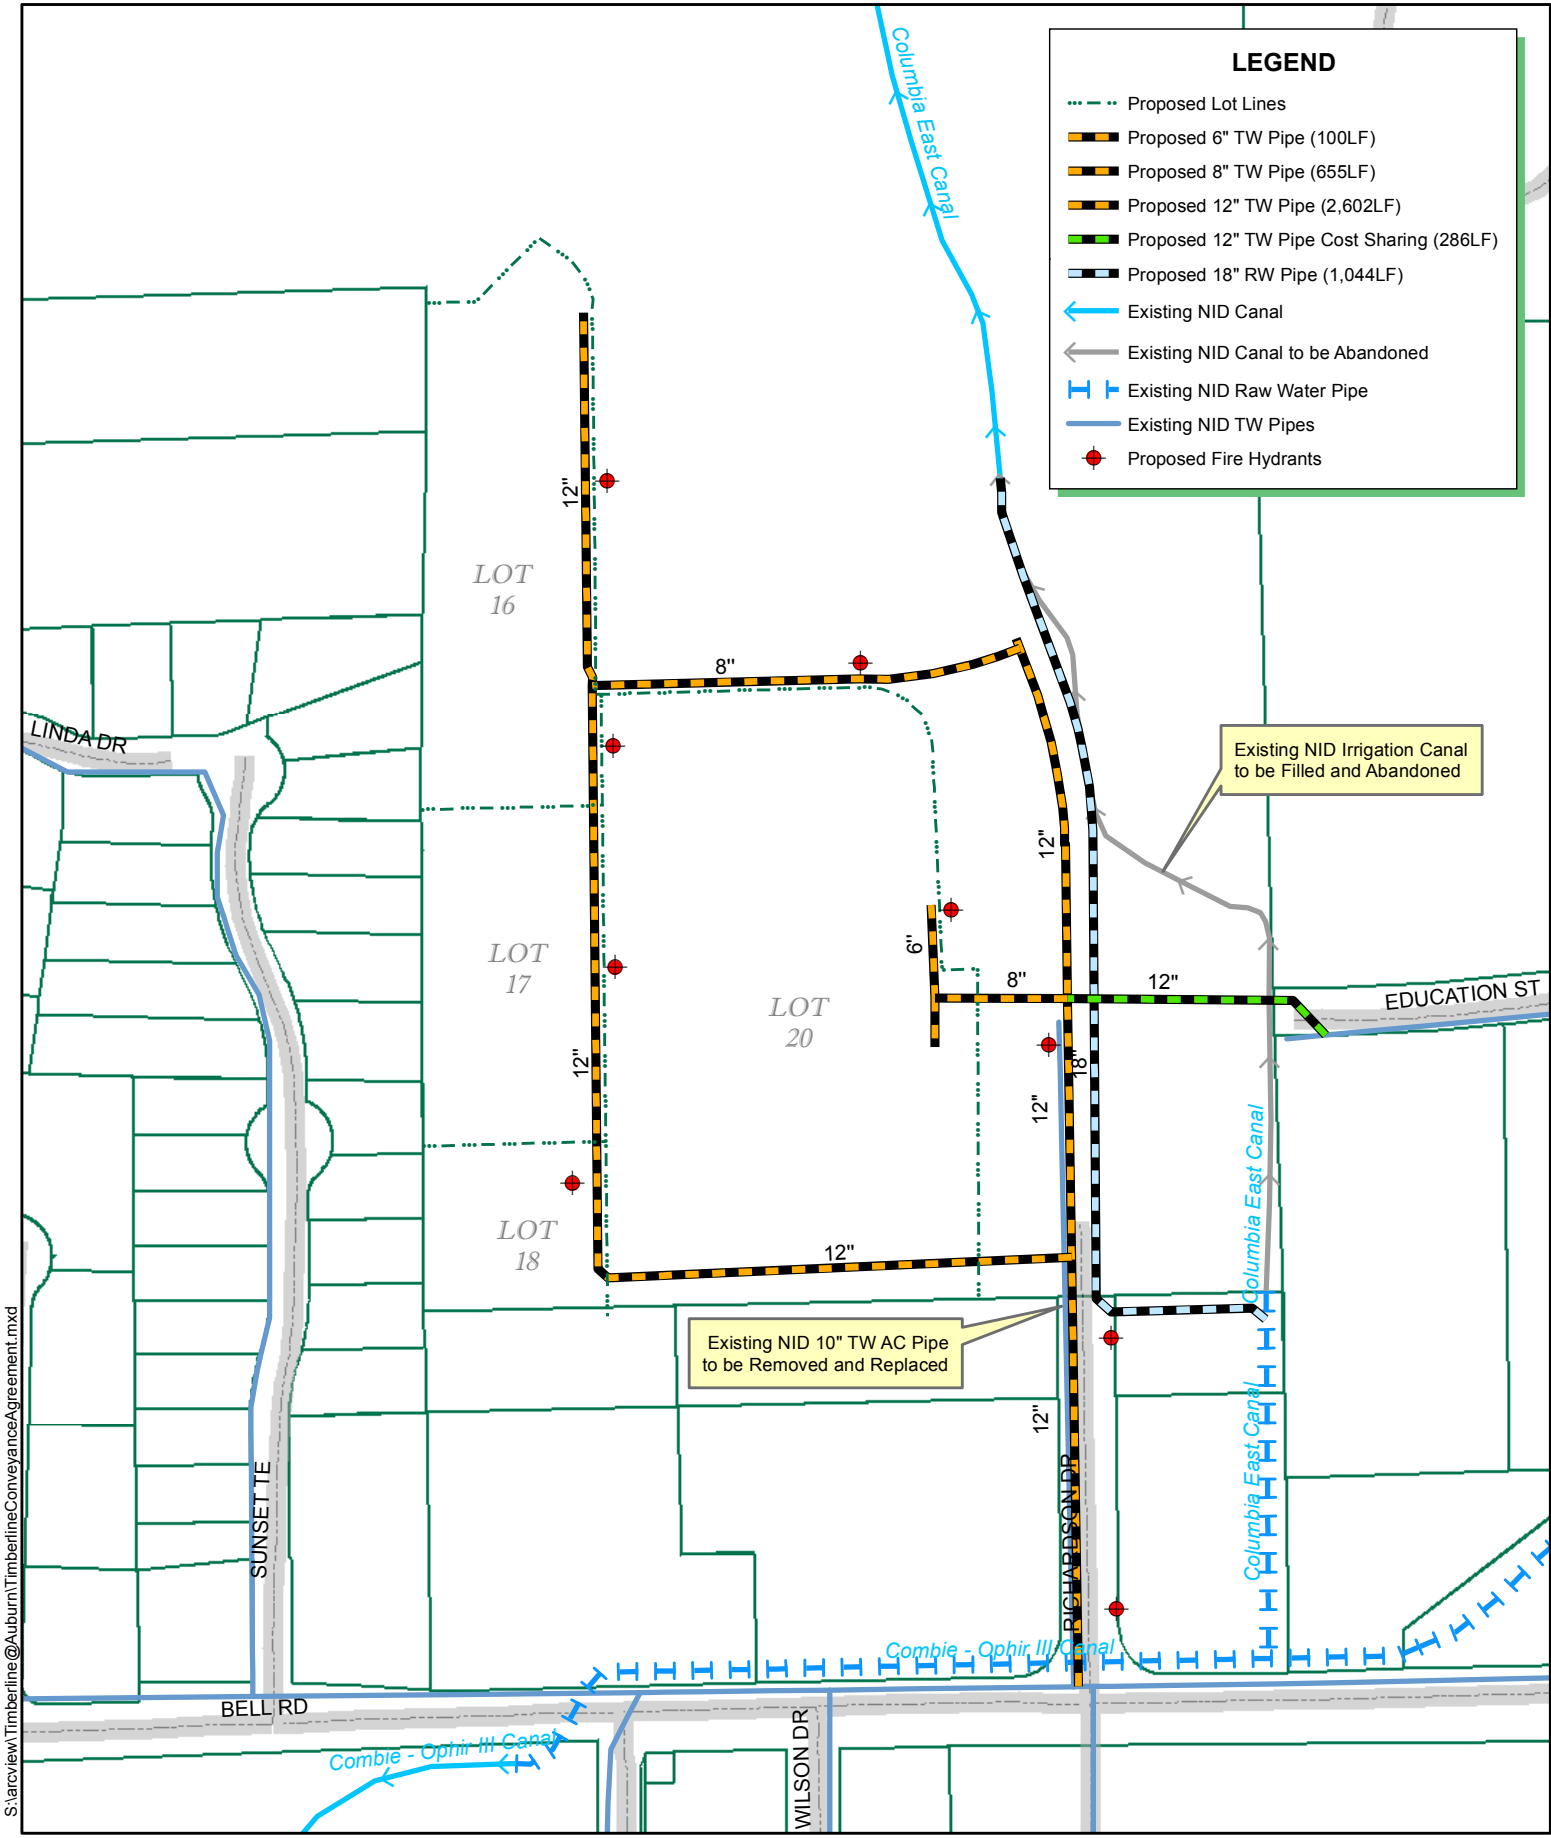 LEGEND
Proposed Lot Lines
Proposed 6" TW Pipe (100LF)
Proposed 8" TW Pipe (655LF)
Proposed 12" TW Pipe (2,602LF)
Proposed 12" TW Pipe Cost Sharing (286LF)
Proposed 18" RW Pipe (1,044LF)
Existing NID Canal
Existing NID Canal to be Abandoned
Existing NID Raw Water Pipe
Existing NID TW Pipes
Proposed Fire Hydrants
Columbia East Canal
12"
LOT
16
8"
LINDA DR
Existing NID Irrigation Canal
to be Filled and Abandoned
12"
6"
LOT
17
8"
12"
EDUCATION ST
LOT
20
12"
18"
12"
Columbia East Canal
LOT
18
12"
Existing NID 10" TW AC Pipe
to be Removed and Replaced
12"
Columbia East Canal
SUNSET TE
RICHARDSON DR
Combie - Ophir III Canal
BELL RD
WILSON DR
Combie - Ophir III Canal
S:\arcview\Timberline@Auburn\TimberlineConveyanceAgreement.mxd